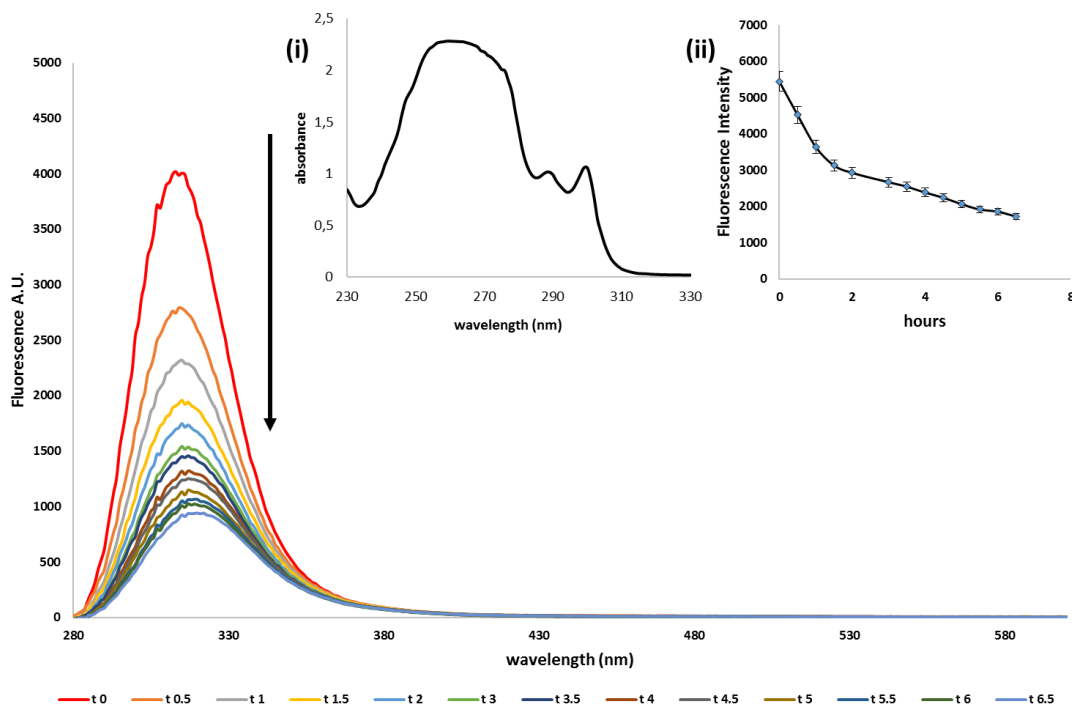 Fluorescence A.U.
5000
4500
4000
3500
3000
2500
2000
1500
1000
500
0
280 330 380 430 480 530 580
wavelength (nm)
(i)
absorbance
2,5
2
1,5
1
0,5
0
230 250 270 290 310 330
wavelength (nm)
(ii)
Fluorescence Intensity
7000
6000
5000
4000
3000
2000
1000
0
0 2 4 6 8
hours
t 0 t 0.5 t 1 t 1.5 t 2 t 3 t 3.5 t 4 t 4.5 t 5 t 5.5 t 6 t 6.5